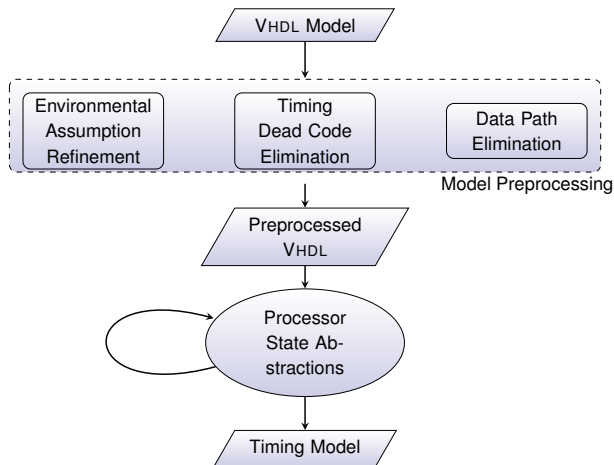 VHDL Model
Environmental
Assumption
Refinement
Timing
Dead Code
Elimination
Data Path
Elimination
Model Preprocessing
Preprocessed
VHDL
Processor
State Ab-
stractions
Timing Model